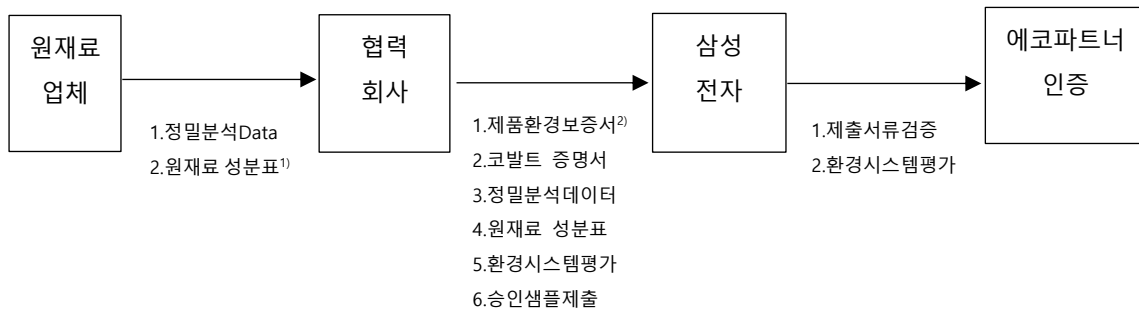 원재료
업체
협력
회사
삼성
전자
에코파트너
인증
1.정밀분석Data
2.원재료 성분표1)
1.제품환경보증서2)
2.코발트 증명서
3.정밀분석데이터
4.원재료 성분표
5.환경시스템평가
6.승인샘플제출
1.제출서류검증
2.환경시스템평가